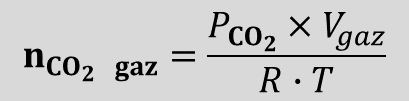 n_CO₂ gaz = (P_CO₂ × V_gaz) / (R · T)